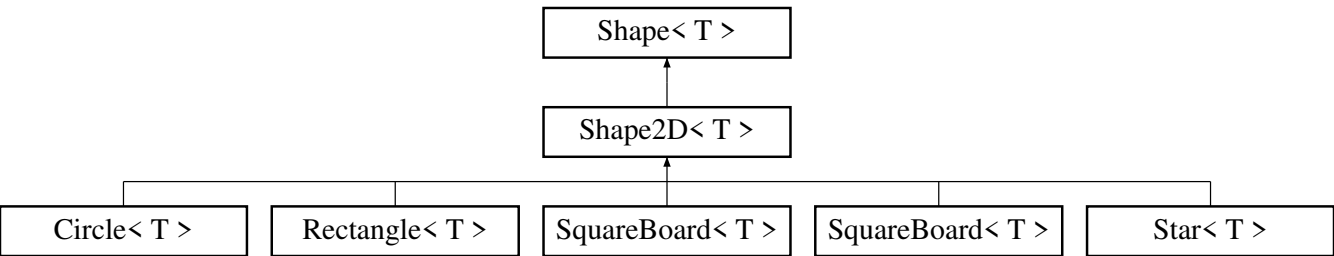 Shape< T >
Shape2D< T >
Circle< T >
Rectangle< T >
SquareBoard< T >
SquareBoard< T >
Star< T >